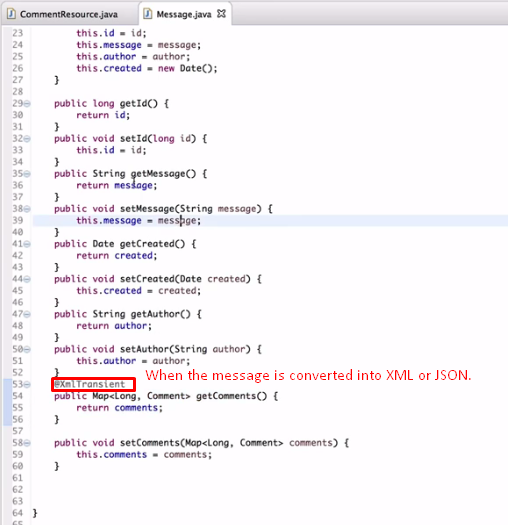 CommentResource.java Message.java
23 this.id = id;
24 this.message = message;
25 this.author = author;
26 this.created = new Date();
27 }
28
29 public long getId() {
30 return id;
31 }
32 public void setId(long id) {
33 this.id = id;
34 }
35 public String getMessage() {
36 return message;
37 }
38 public void setMessage(String message) {
39 this.message = message;
40 }
41 public Date getCreated() {
42 return created;
43 }
44 public void setCreated(Date created) {
45 this.created = created;
46 }
47 public String getAuthor() {
48 return author;
49 }
50 public void setAuthor(String author) {
51 this.author = author;
52 }
53 @XmlTransient When the message is converted into XML or JSON.
54 public Map<Long, Comment> getComments() {
55 return comments;
56 }
57
58 public void setComments(Map<Long, Comment> comments) {
59 this.comments = comments;
60 }
61
62
63
64 }
65